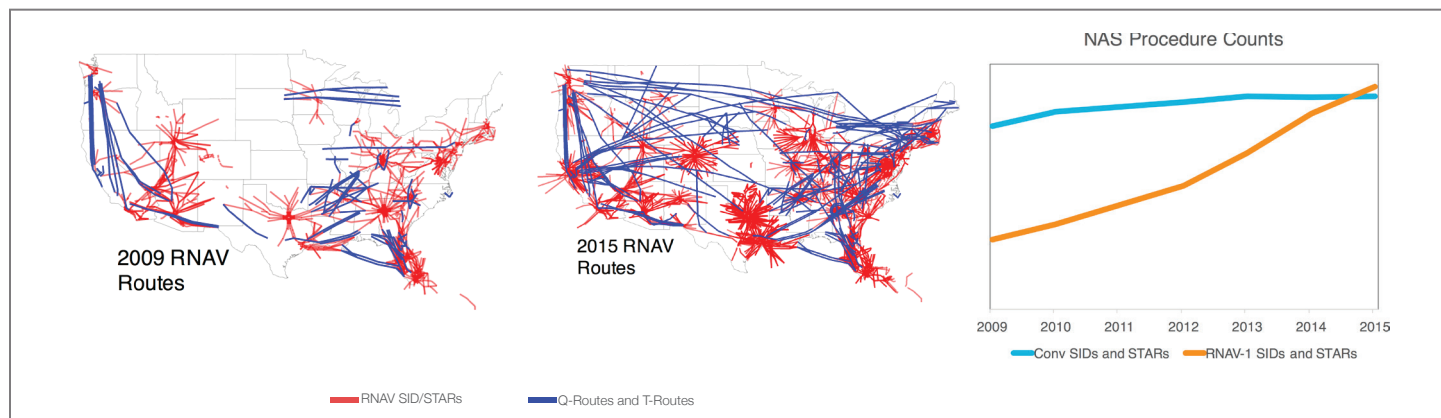 2009 RNAV
Routes
2015 RNAV
Routes
NAS Procedure Counts
2009 2010 2011 2012 2013 2014 2015
Conv SIDs and STARs RNAV-1 SIDs and STARs
RNAV SID/STARs Q-Routes and T-Routes